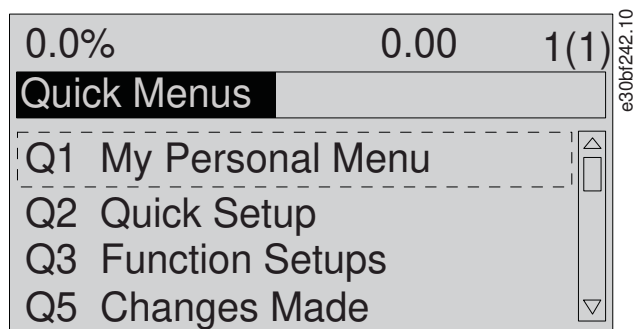 0.0% 0.00 1(1)
Quick Menus
Q1 My Personal Menu
Q2 Quick Setup
Q3 Function Setups
Q5 Changes Made
e30bf242.10